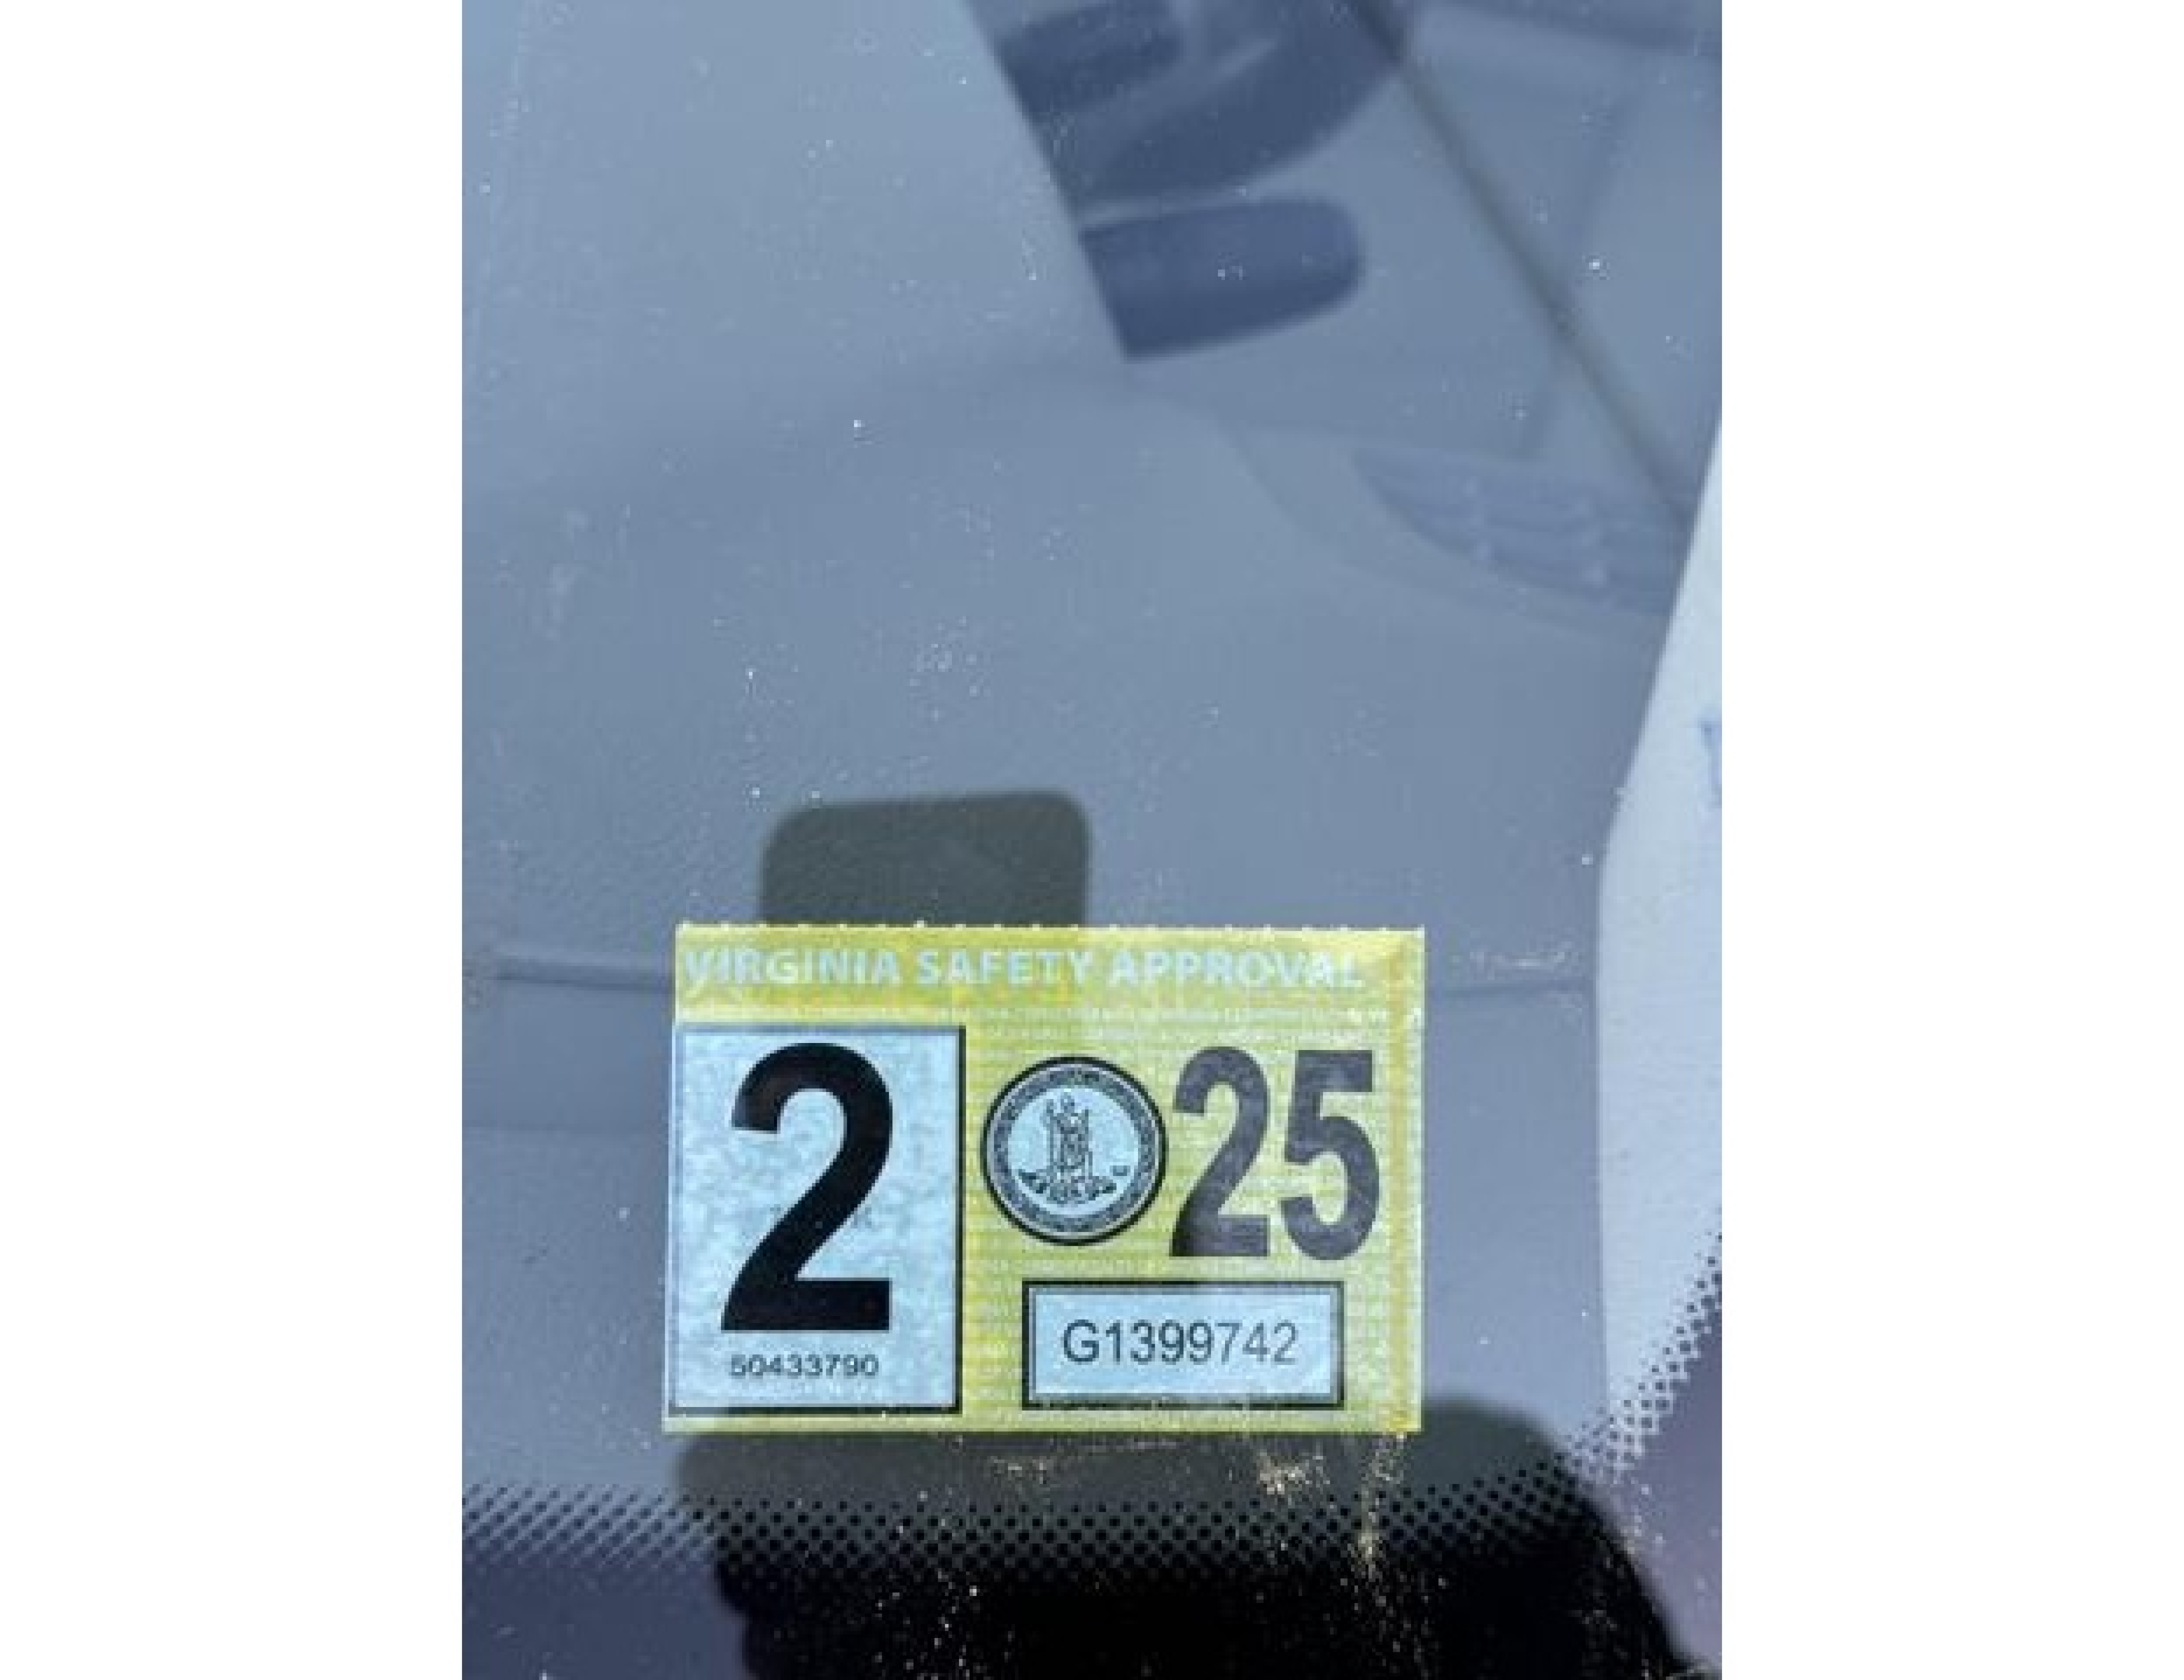 VIRGINIA SAFETY APPROVAL
2
25
50433790
G1399742